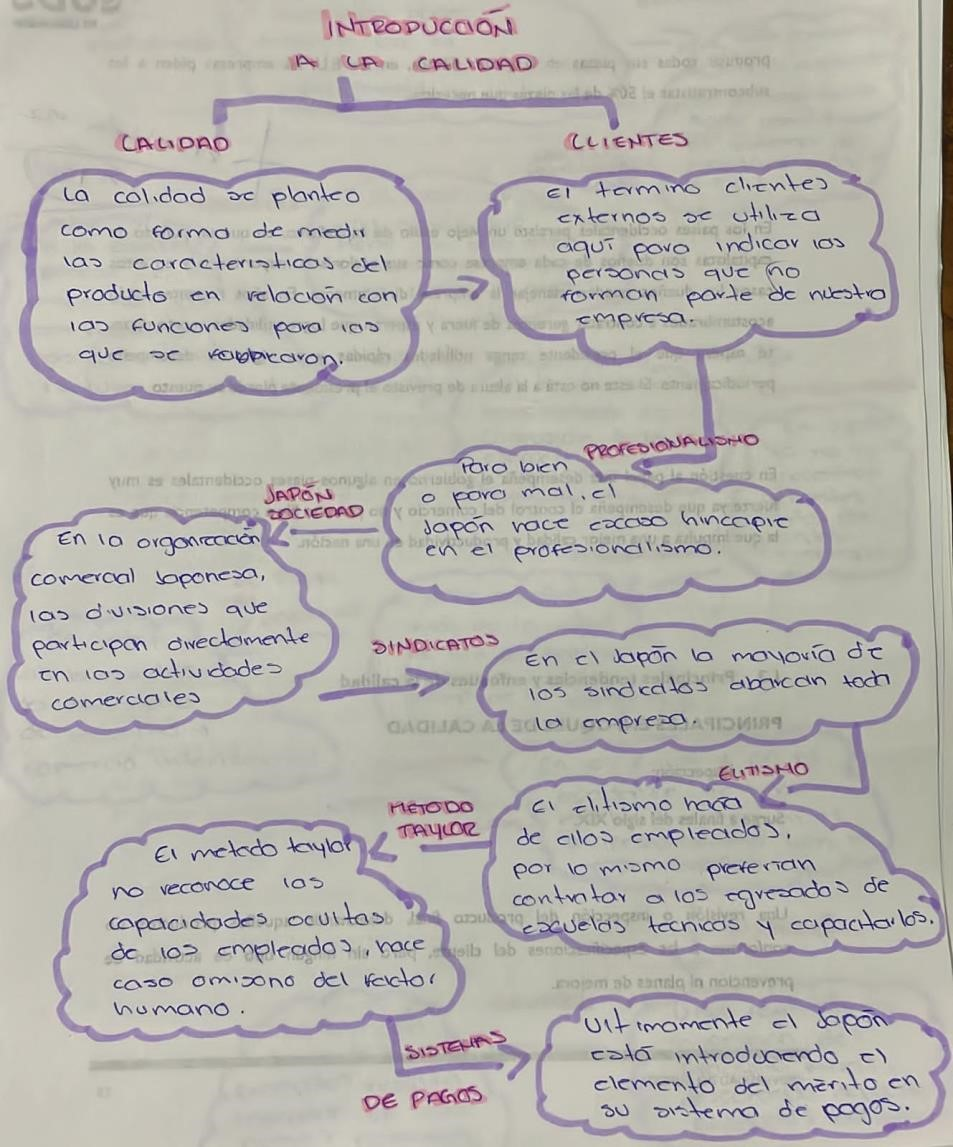 INTRODUCCIÓN
A LA CALIDAD
CALIDAD
CLIENTES
La calidad se planteo
como forma de medir
las caracteristicas del
producto en relación con
las funciones para las
que se fabricaron.
El termino clientes
externos se utiliza
aquí para indicar las
personas que no
forman parte de nuestra
empresa.
PROFESIONALISMO
Para bien
o para mal, el
Japón hace escaso hincapie
en el profesionalismo.
JAPÓN
SOCIEDAD
En la organización
comercial Japonesa,
las divisiones que
participan directamente
en las actividades
comerciales
SINDICATOS
En el Japón la mayoría de
los sindicatos abarcan toda
la empresa.
ELITISMO
El elitismo hacia
de ellos empleados,
por lo mismo preferian
contratar a los egresados de
escuelas tecnicas y capacitarlos.
METODO
TAYLOR
El metodo taylor
no reconoce las
capacidades ocultas
de los empleados, hace
caso omisono del factor
humano.
SISTEMAS
DE PAGOS
Ultimamente el Japón
está introduciendo el
elemento del mérito en
su sistema de pagos.